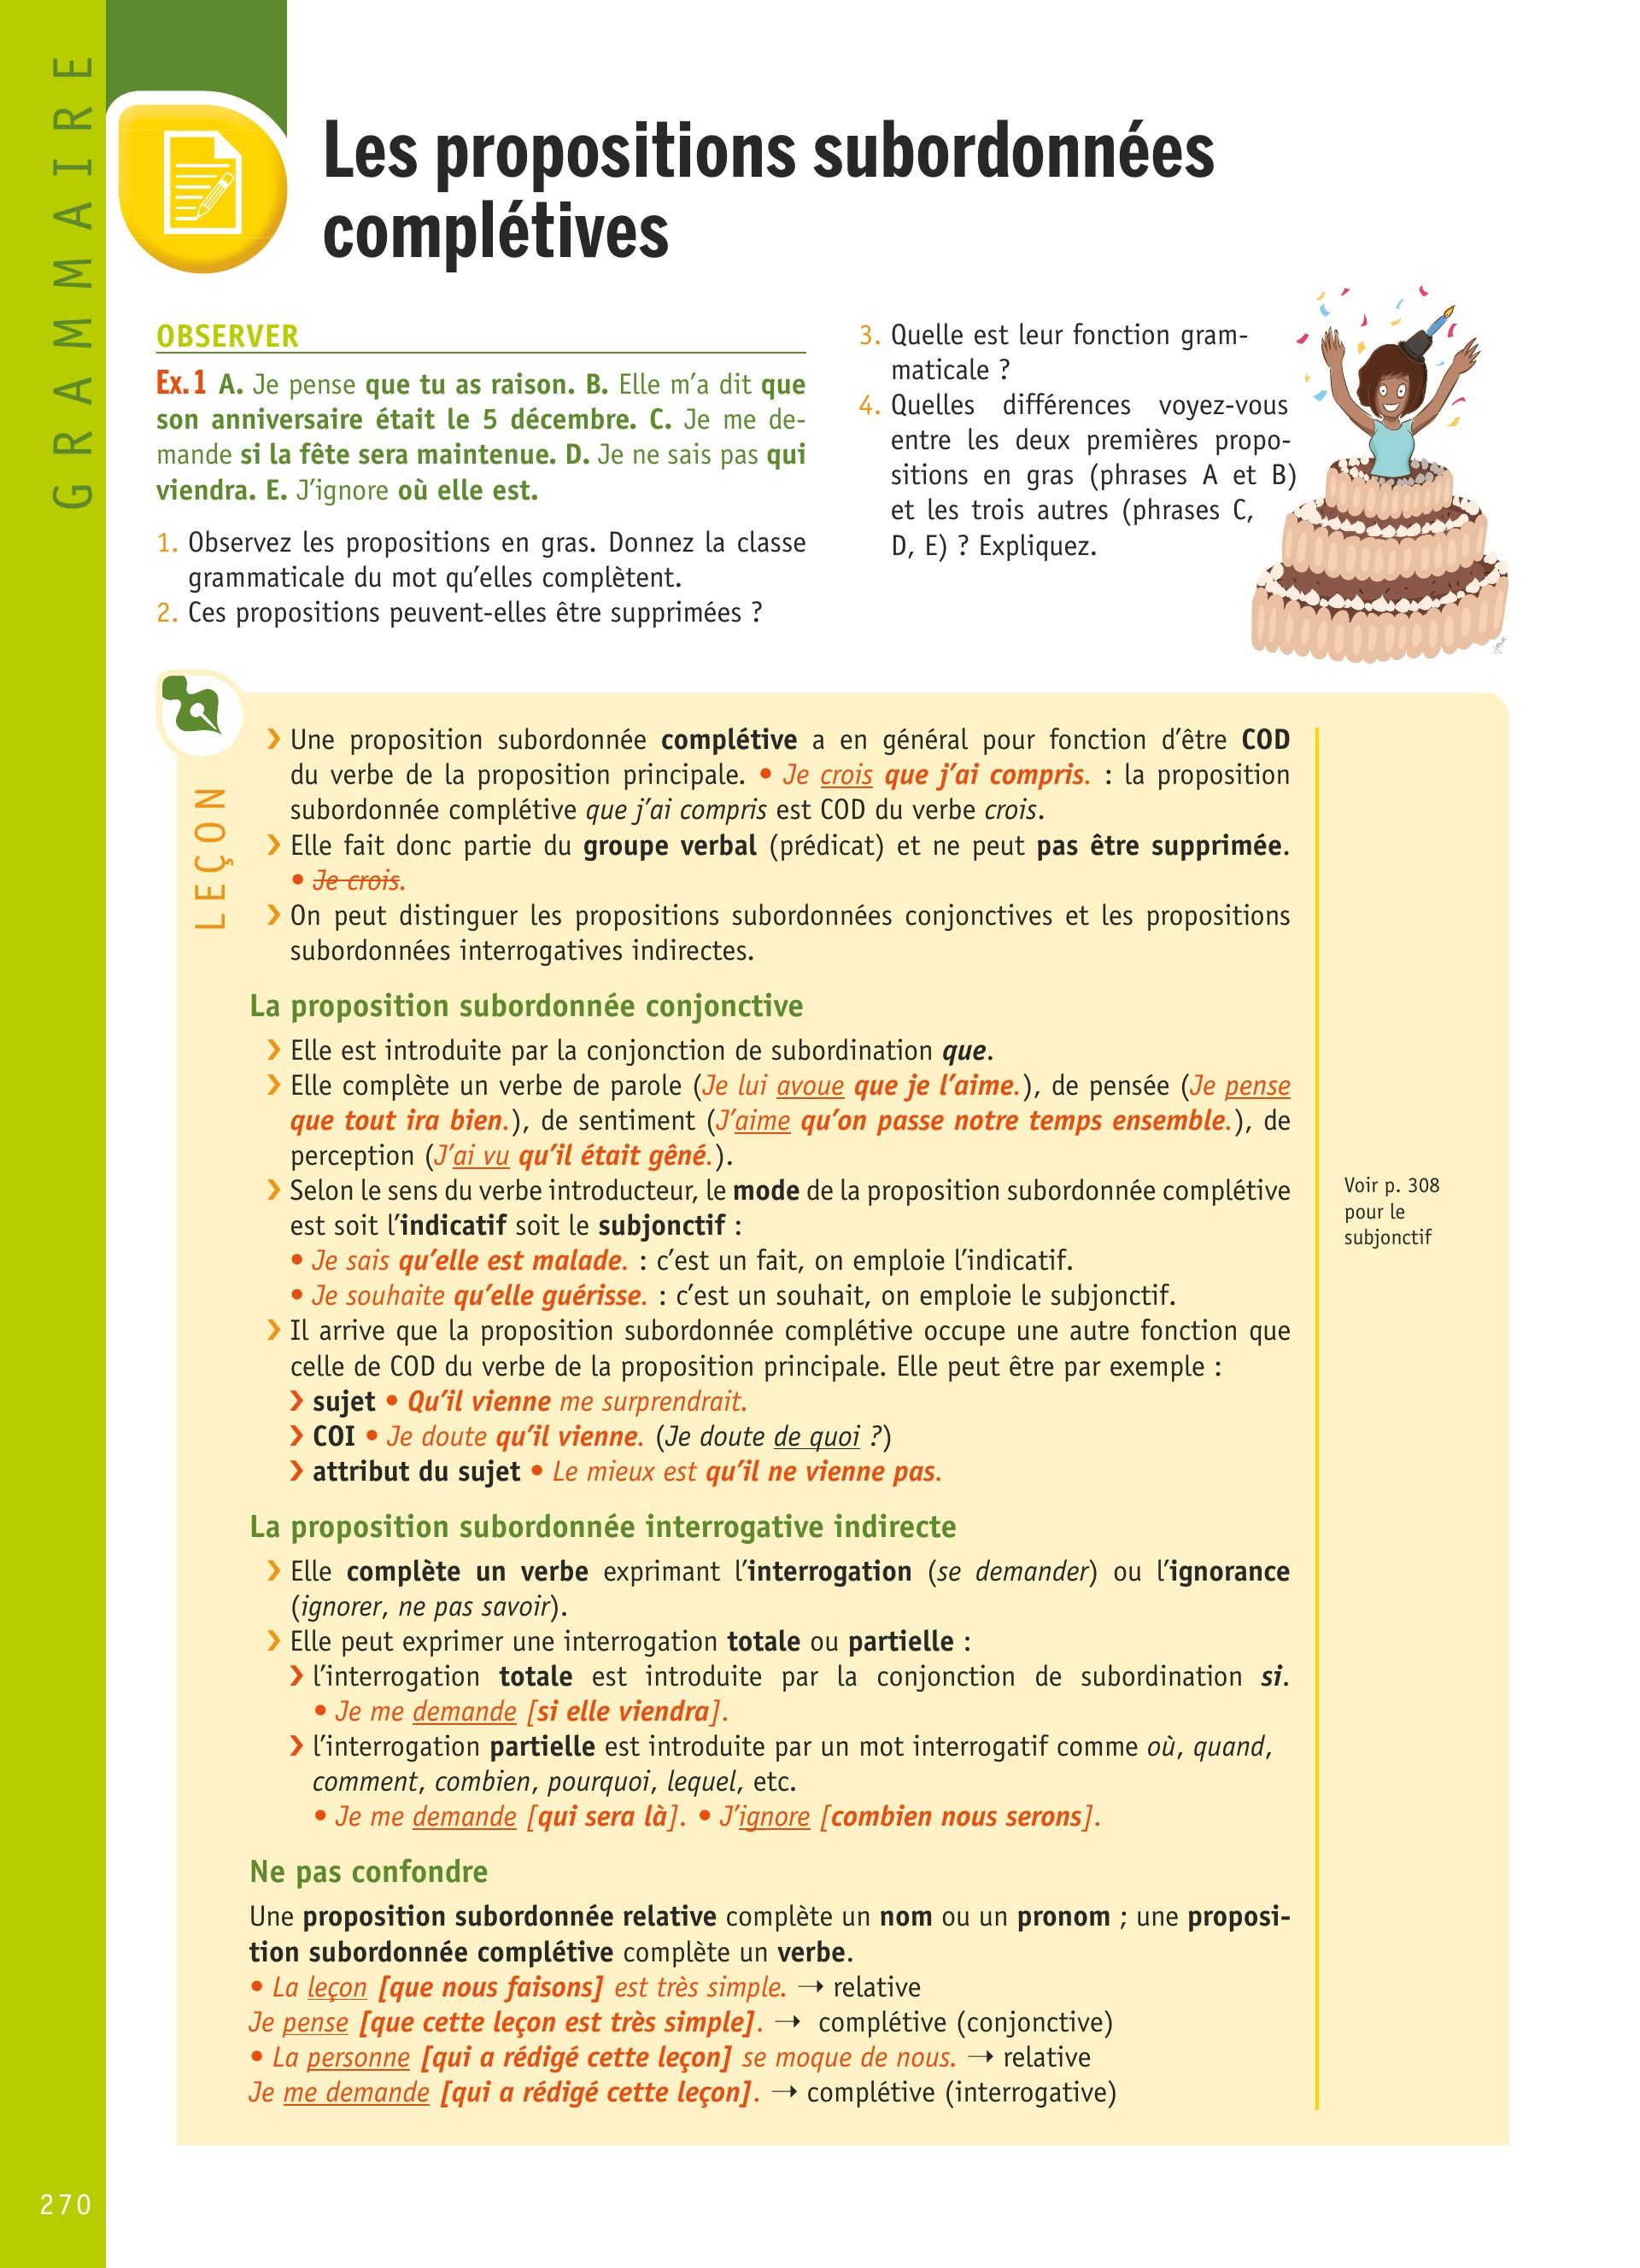 GRAMMAIRE
Les propositions subordonnées
complétives
OBSERVER
Ex.1 A. Je pense que tu as raison. B. Elle m’a dit que
son anniversaire était le 5 décembre. C. Je me de-
mande si la fête sera maintenue. D. Je ne sais pas qui
viendra. E. J’ignore où elle est.
1. Observez les propositions en gras. Donnez la classe
grammaticale du mot qu’elles complètent.
2. Ces propositions peuvent-elles être supprimées ?
3. Quelle est leur fonction gram-
maticale ?
4. Quelles différences voyez-vous
entre les deux premières propo-
sitions en gras (phrases A et B)
et les trois autres (phrases C,
D, E) ? Expliquez.
LEÇON
❯ Une proposition subordonnée complétive a en général pour fonction d’être COD
du verbe de la proposition principale. • Je crois que j’ai compris. : la proposition
subordonnée complétive que j’ai compris est COD du verbe crois.
❯ Elle fait donc partie du groupe verbal (prédicat) et ne peut pas être supprimée.
• Je crois.
❯ On peut distinguer les propositions subordonnées conjonctives et les propositions
subordonnées interrogatives indirectes.
La proposition subordonnée conjonctive
❯ Elle est introduite par la conjonction de subordination que.
❯ Elle complète un verbe de parole (Je lui avoue que je l’aime.), de pensée (Je pense
que tout ira bien.), de sentiment (J’aime qu’on passe notre temps ensemble.), de
perception (J’ai vu qu’il était gêné.).
❯ Selon le sens du verbe introducteur, le mode de la proposition subordonnée complétive
est soit l’indicatif soit le subjonctif :
• Je sais qu’elle est malade. : c’est un fait, on emploie l’indicatif.
• Je souhaite qu’elle guérisse. : c’est un souhait, on emploie le subjonctif.
❯ Il arrive que la proposition subordonnée complétive occupe une autre fonction que
celle de COD du verbe de la proposition principale. Elle peut être par exemple :
❯ sujet • Qu’il vienne me surprendrait.
❯ COI • Je doute qu’il vienne. (Je doute de quoi ?)
❯ attribut du sujet • Le mieux est qu’il ne vienne pas.
Voir p. 308
pour le
subjonctif
La proposition subordonnée interrogative indirecte
❯ Elle complète un verbe exprimant l’interrogation (se demander) ou l’ignorance
(ignorer, ne pas savoir).
❯ Elle peut exprimer une interrogation totale ou partielle :
❯ l’interrogation totale est introduite par la conjonction de subordination si.
• Je me demande [si elle viendra].
❯ l’interrogation partielle est introduite par un mot interrogatif comme où, quand,
comment, combien, pourquoi, lequel, etc.
• Je me demande [qui sera là]. • J’ignore [combien nous serons].
Ne pas confondre
Une proposition subordonnée relative complète un nom ou un pronom ; une proposi-
tion subordonnée complétive complète un verbe.
• La leçon [que nous faisons] est très simple. → relative
Je pense [que cette leçon est très simple]. → complétive (conjonctive)
• La personne [qui a rédigé cette leçon] se moque de nous. → relative
Je me demande [qui a rédigé cette leçon]. → complétive (interrogative)
270